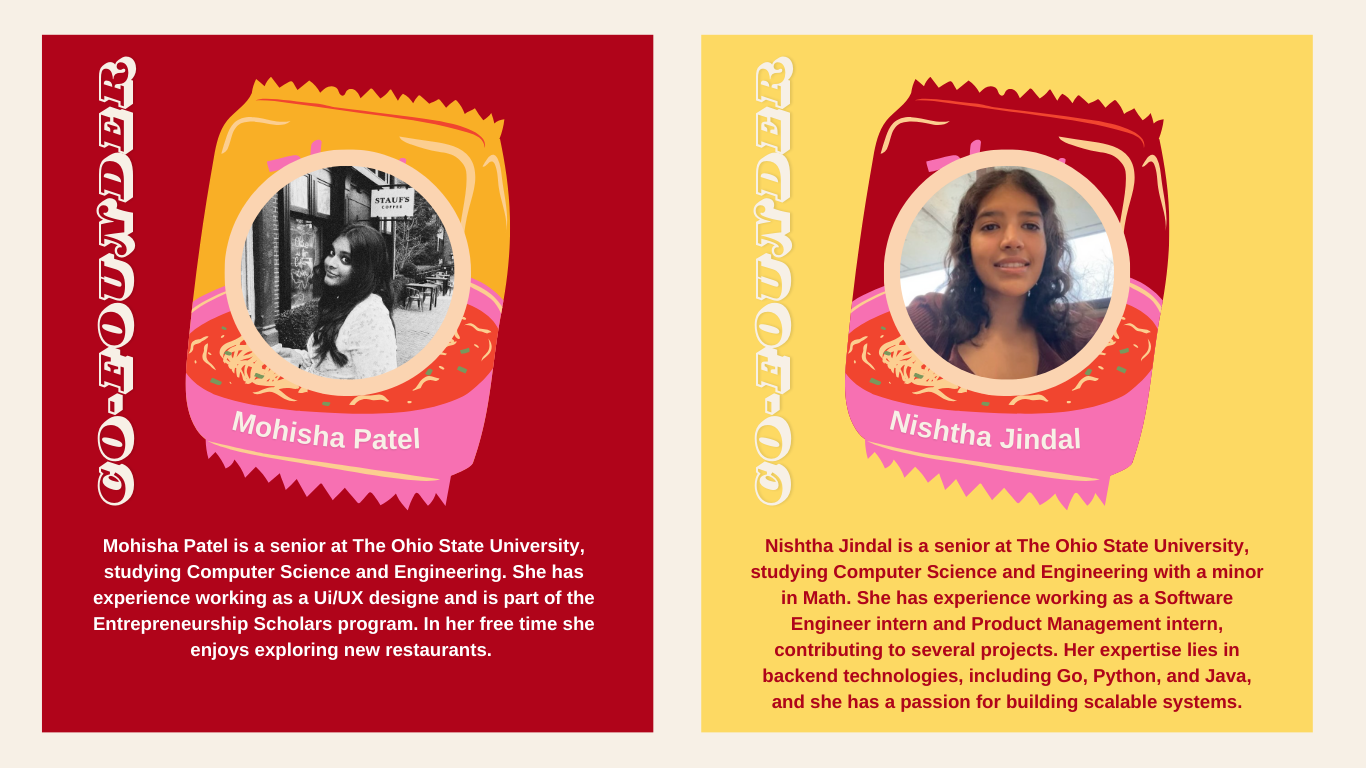 CO-FOUNDER
STAUF'S
COFFEE
Mohisha Patel
Mohisha Patel is a senior at The Ohio State University,
studying Computer Science and Engineering. She has
experience working as a Ui/UX designe and is part of the
Entrepreneurship Scholars program. In her free time she
enjoys exploring new restaurants.
CO-FOUNDER
Nishtha Jindal
Nishtha Jindal is a senior at The Ohio State University,
studying Computer Science and Engineering with a minor
in Math. She has experience working as a Software
Engineer intern and Product Management intern,
contributing to several projects. Her expertise lies in
backend technologies, including Go, Python, and Java,
and she has a passion for building scalable systems.